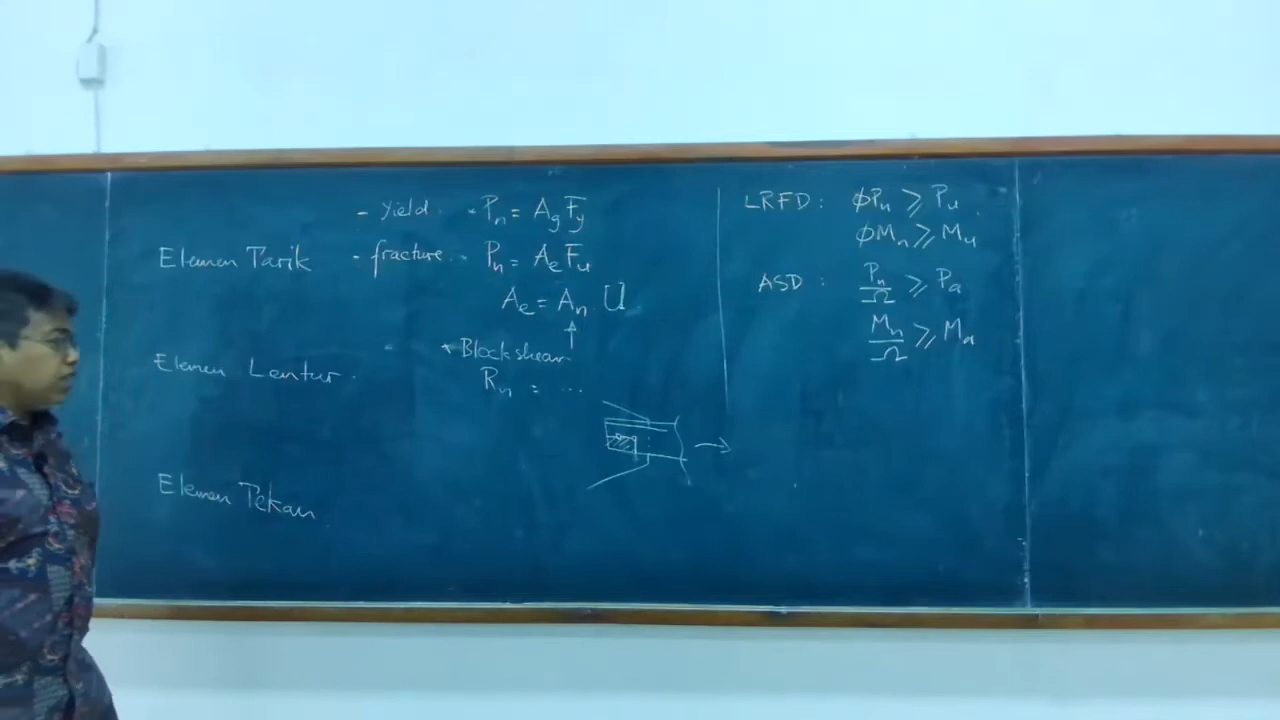 - Yield - Pn = Ag Fy
Elemen Tarik - fracture - Pn = Ae Fu
Ae = An U
↑
* Block shear
Elemen Lentur
Rn = ...
→
Elemen Tekan
LRFD : ϕPn ⩾ Pu
ϕMn ⩾ Mu
ASD : Pn/Ω ⩾ Pa
Mn/Ω ⩾ Ma